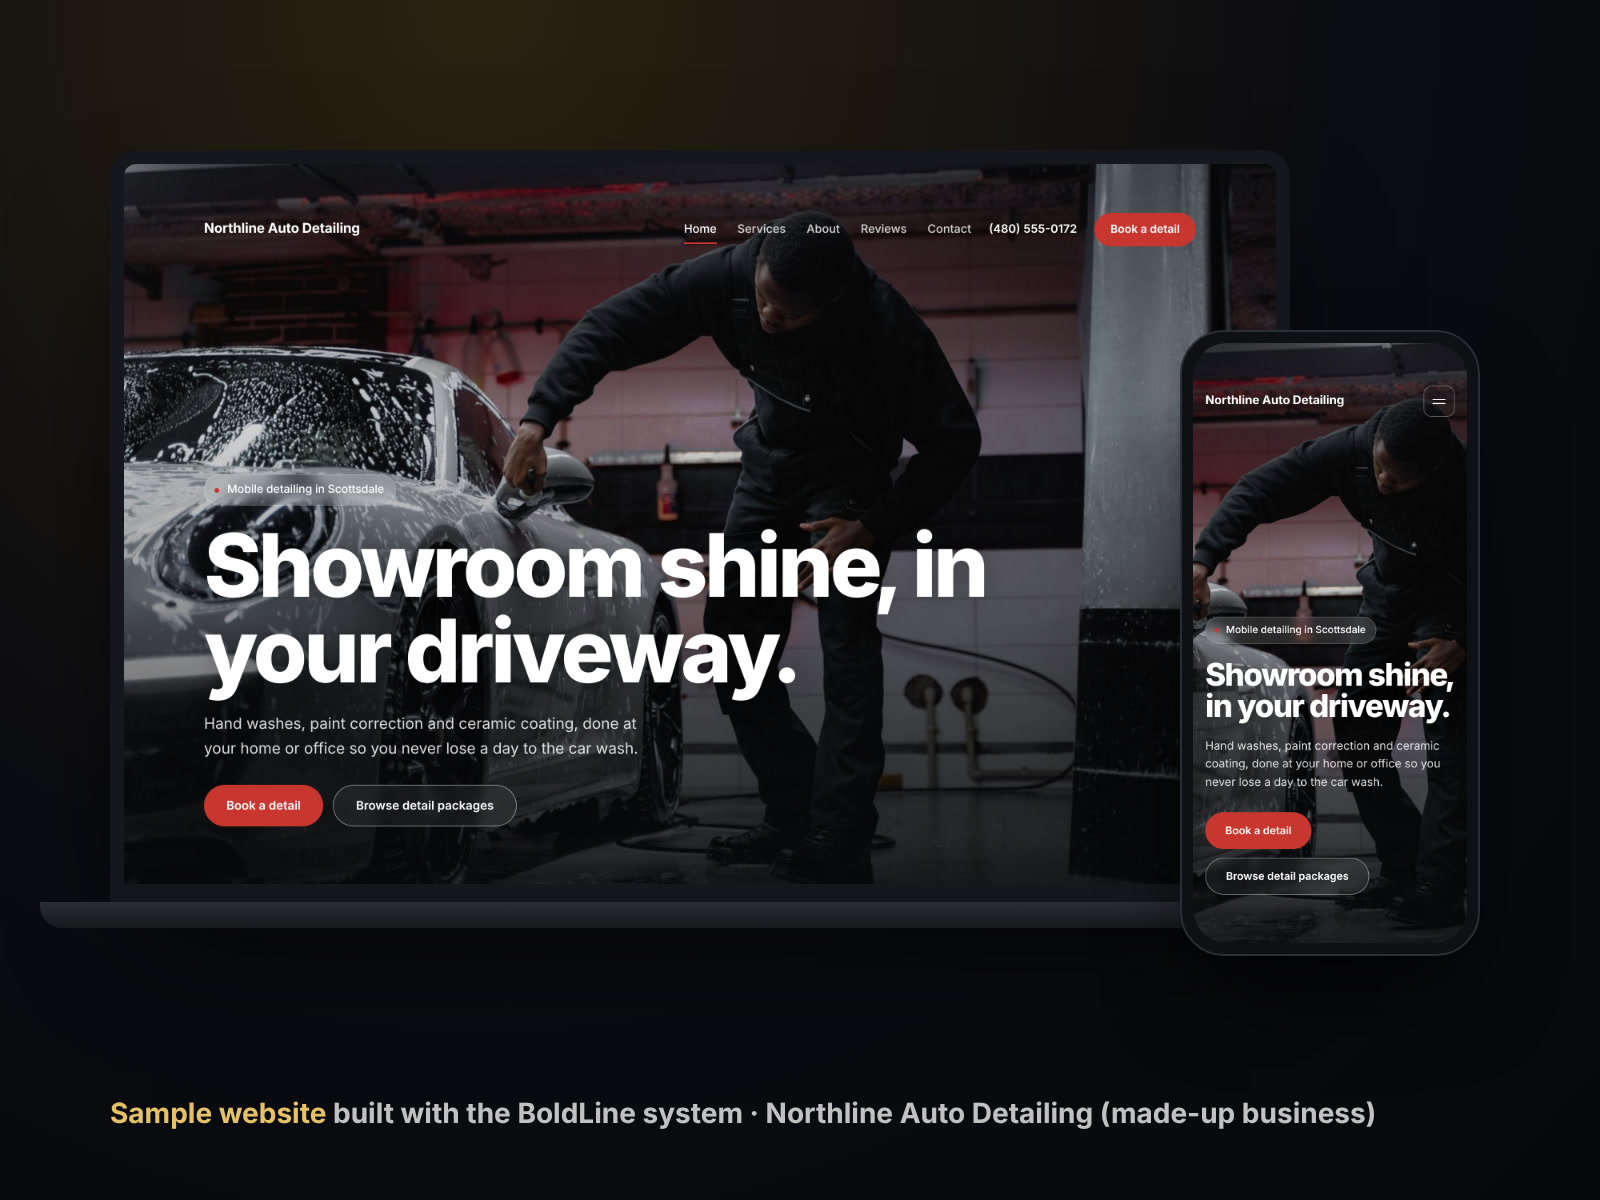 Northline Auto Detailing
Home Services About Reviews Contact (480) 555-0172 Book a detail
Mobile detailing in Scottsdale
Showroom shine, in
your driveway.
Hand washes, paint correction and ceramic coating, done at
your home or office so you never lose a day to the car wash.
Book a detail Browse detail packages
Northline Auto Detailing
Mobile detailing in Scottsdale
Showroom shine,
in your driveway.
Hand washes, paint correction and ceramic
coating, done at your home or office so you
never lose a day to the car wash.
Book a detail
Browse detail packages
Sample website built with the BoldLine system · Northline Auto Detailing (made-up business)